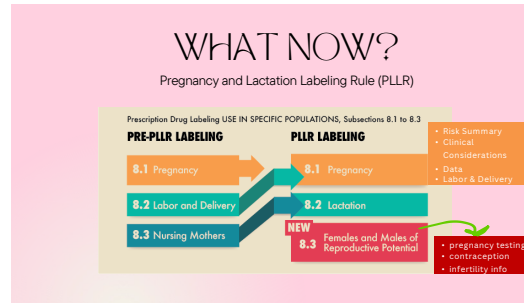 WHAT NOW?
Pregnancy and Lactation Labeling Rule (PLLR)
Prescription Drug Labeling USE IN SPECIFIC POPULATIONS, Subsections 8.1 to 8.3
PRE-PLLR LABELING
8.1 Pregnancy
8.2 Labor and Delivery
8.3 Nursing Mothers
PLLR LABELING
8.1 Pregnancy
8.2 Lactation
NEW
8.3 Females and Males of
Reproductive Potential
• Risk Summary
• Clinical
Considerations
• Data
• Labor & Delivery
• pregnancy testing
• contraception
• infertility info